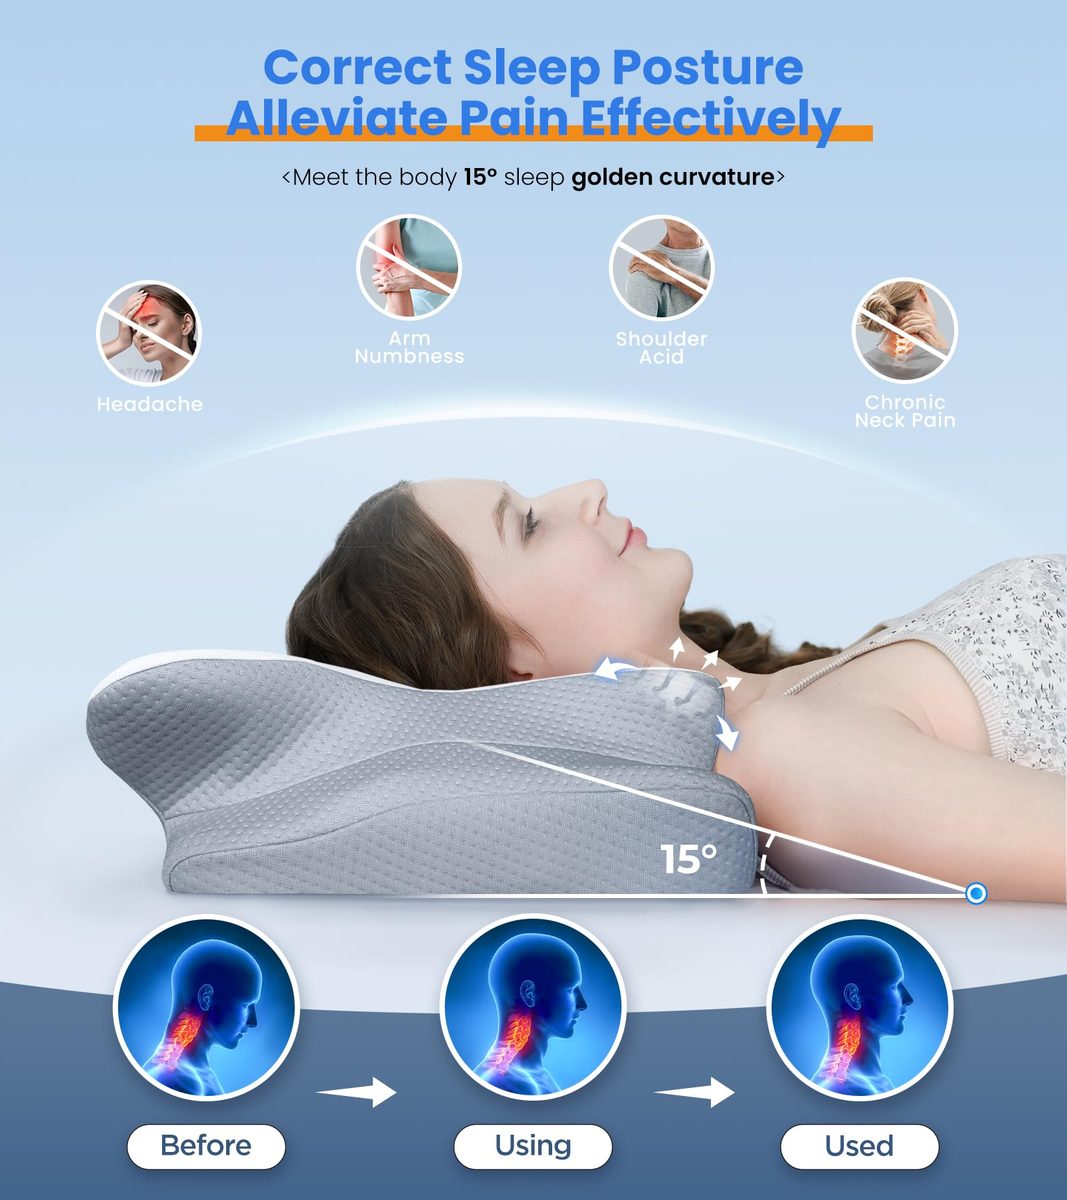 Correct Sleep Posture
Alleviate Pain Effectively
<Meet the body 15° sleep golden curvature>
Arm
Numbness
Shoulder
Acid
Headache
Chronic
Neck Pain
15°
Before
Using
Used